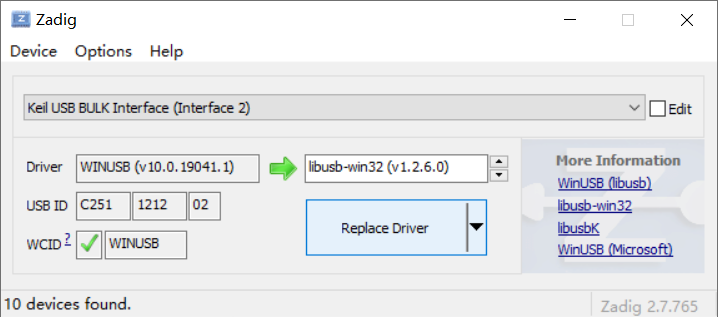 Zadig
Device Options Help
Keil USB BULK Interface (Interface 2)
Edit
Driver WINUSB (v10.0.19041.1) libusb-win32 (v1.2.6.0)
USB ID C251 1212 02
WCID ? WINUSB
Replace Driver
More Information
WinUSB (libusb)
libusb-win32
libusbK
WinUSB (Microsoft)
10 devices found.
Zadig 2.7.765